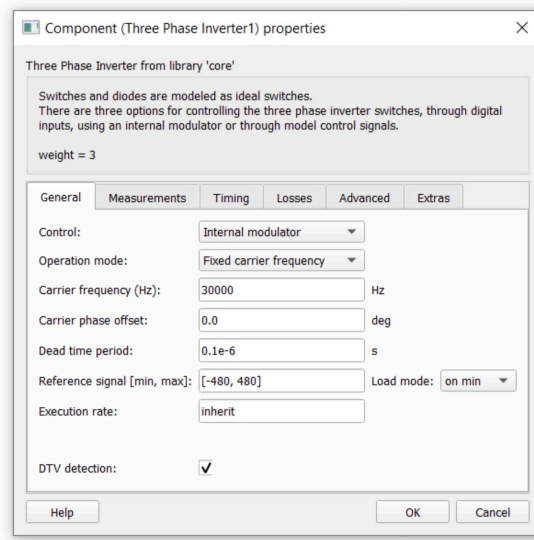 Component (Three Phase Inverter1) properties
Three Phase Inverter from library 'core'
Switches and diodes are modeled as ideal switches.
There are three options for controlling the three phase inverter switches, through digital
inputs, using an internal modulator or through model control signals.
weight = 3
General Measurements Timing Losses Advanced Extras
Control: Internal modulator
Operation mode: Fixed carrier frequency
Carrier frequency (Hz): 30000 Hz
Carrier phase offset: 0.0 deg
Dead time period: 0.1e-6 s
Reference signal [min, max]: [-480, 480] Load mode: on min
Execution rate: inherit
DTV detection:
Help OK Cancel